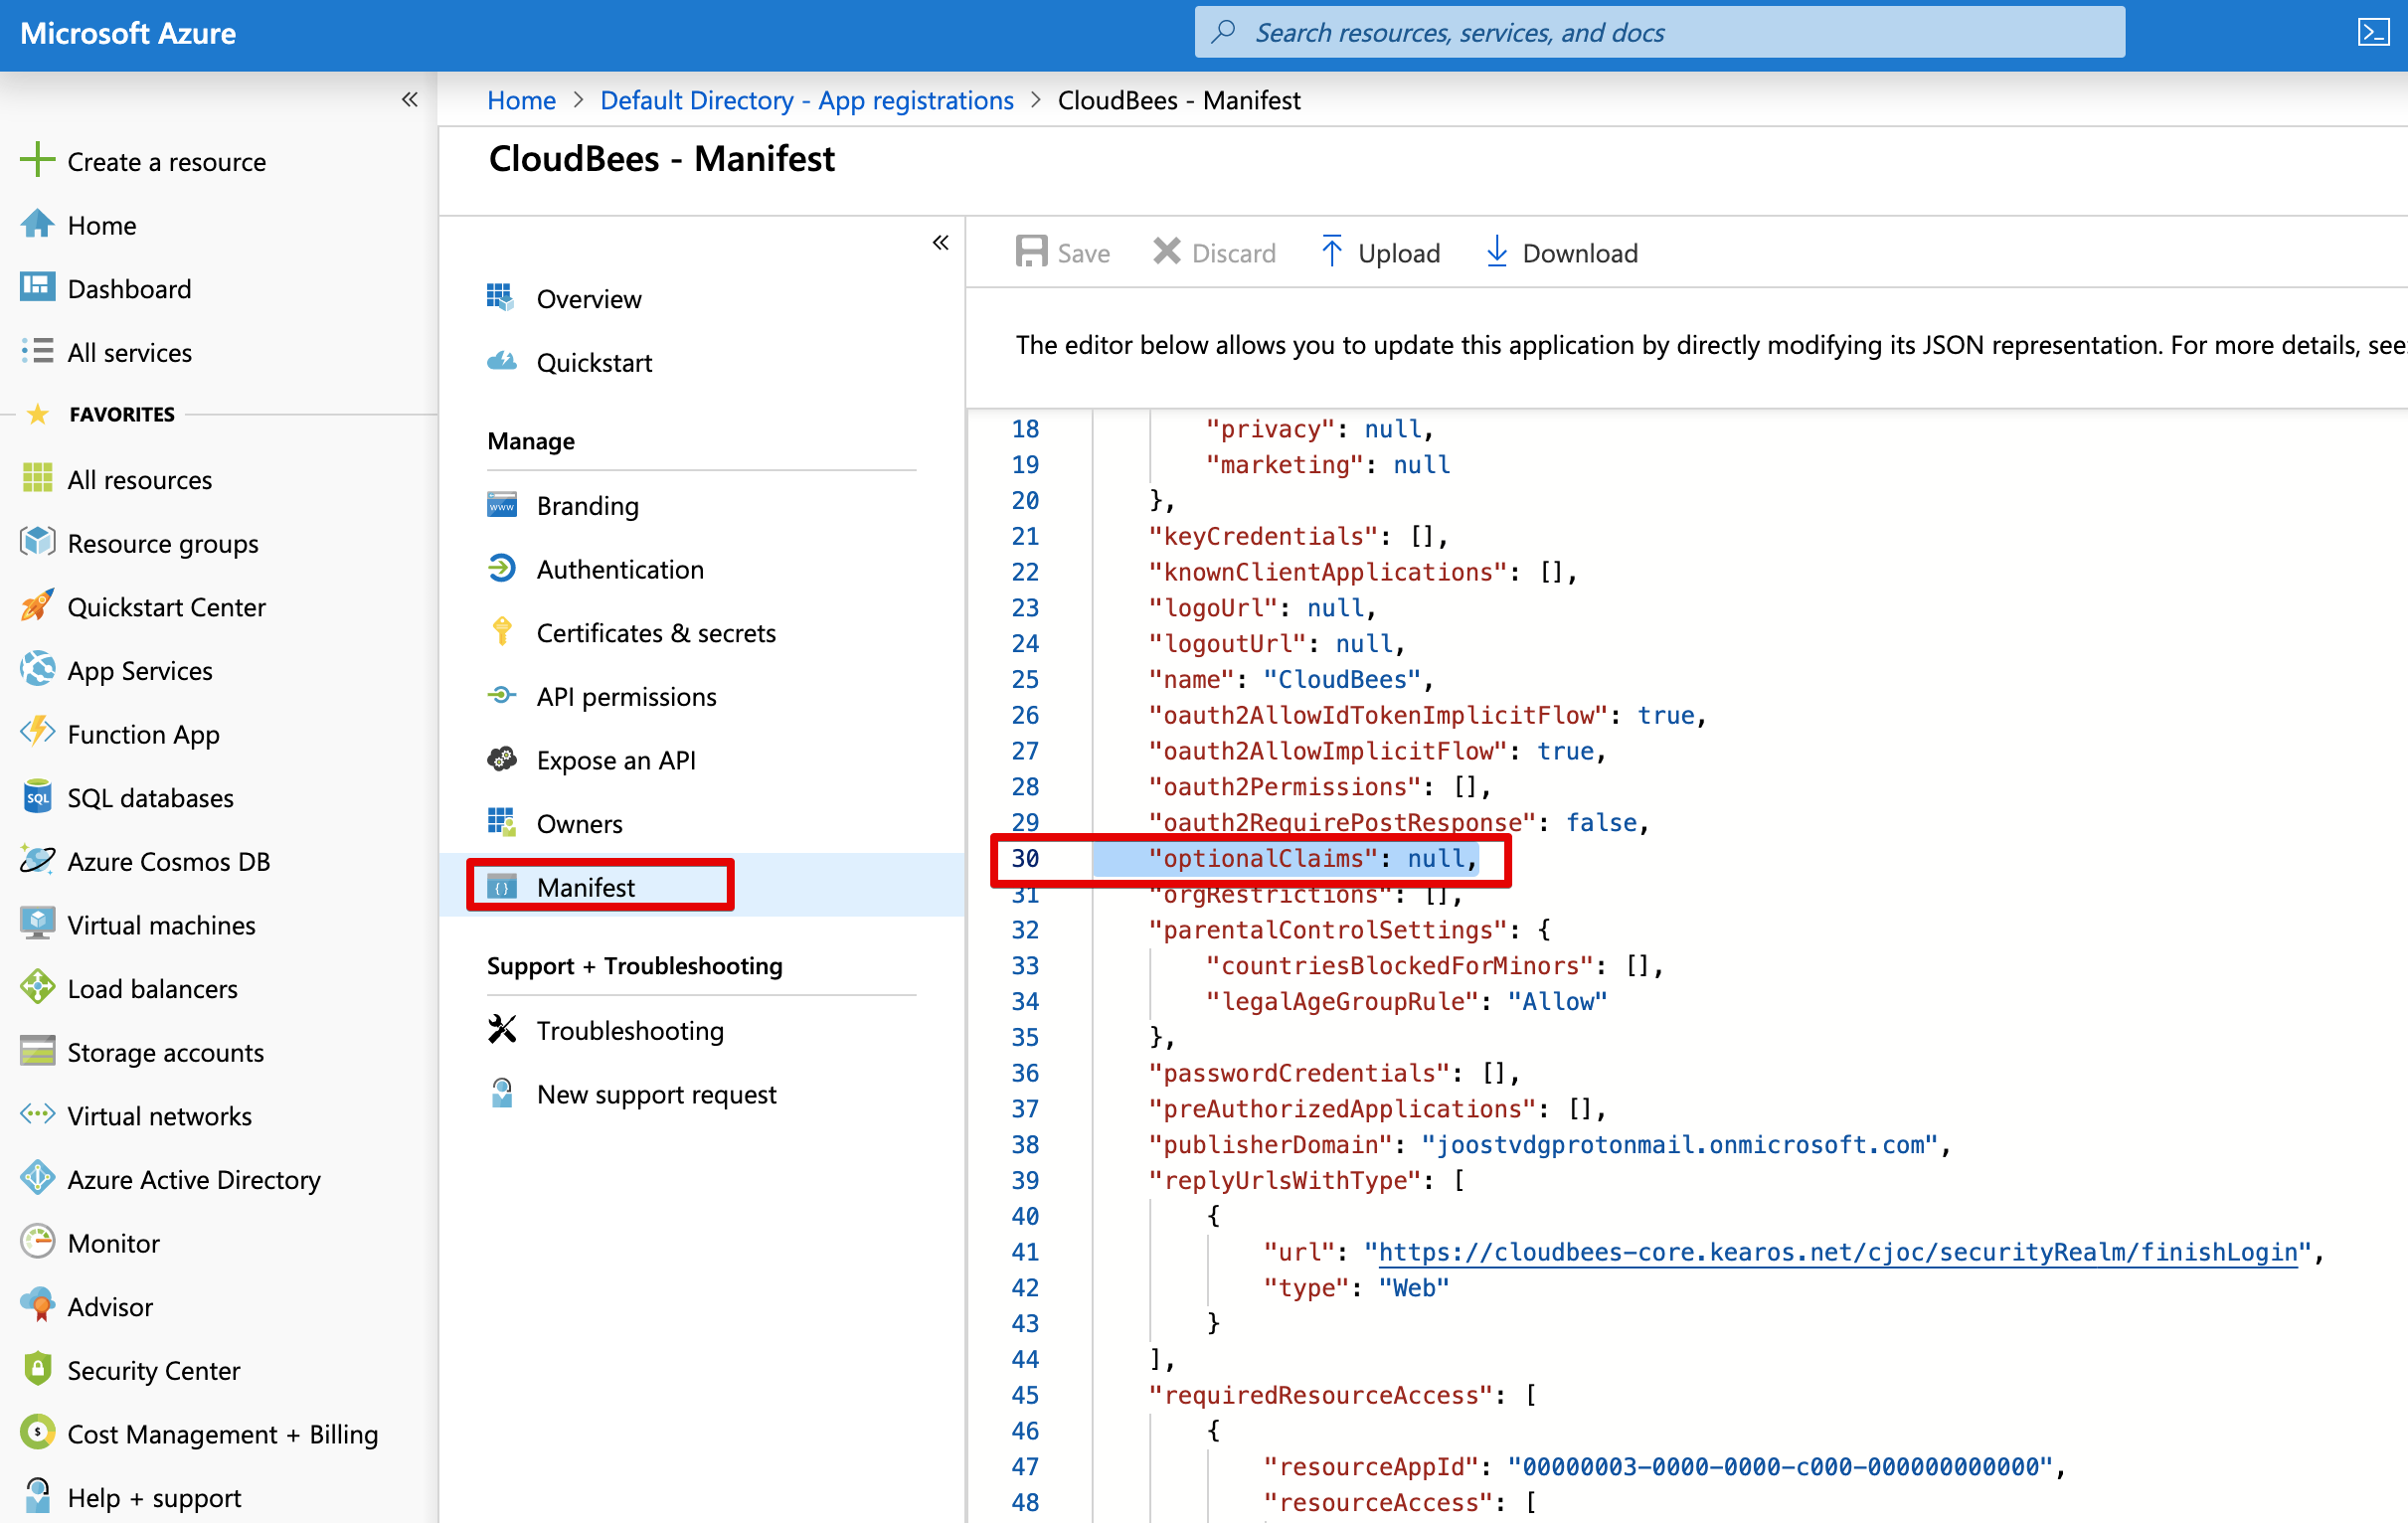 Microsoft Azure
Search resources, services, and docs
Home > Default Directory - App registrations > CloudBees - Manifest
CloudBees - Manifest
Create a resource
Home
Dashboard
All services
FAVORITES
All resources
Resource groups
Quickstart Center
App Services
Function App
SQL databases
Azure Cosmos DB
Virtual machines
Load balancers
Storage accounts
Virtual networks
Azure Active Directory
Monitor
Advisor
Security Center
Cost Management + Billing
Help + support
Overview
Quickstart
Manage
Branding
Authentication
Certificates & secrets
API permissions
Expose an API
Owners
Manifest
Support + Troubleshooting
Troubleshooting
New support request
Save Discard Upload Download
The editor below allows you to update this application by directly modifying its JSON representation. For more details, see
18 "privacy": null,
19 "marketing": null
20 },
21 "keyCredentials": [],
22 "knownClientApplications": [],
23 "logoUrl": null,
24 "logoutUrl": null,
25 "name": "CloudBees",
26 "oauth2AllowIdTokenImplicitFlow": true,
27 "oauth2AllowImplicitFlow": true,
28 "oauth2Permissions": [],
29 "oauth2RequirePostResponse": false,
30 "optionalClaims": null,
31 "orgRestrictions": [],
32 "parentalControlSettings": {
33 "countriesBlockedForMinors": [],
34 "legalAgeGroupRule": "Allow"
35 },
36 "passwordCredentials": [],
37 "preAuthorizedApplications": [],
38 "publisherDomain": "joostvdgprotonmail.onmicrosoft.com",
39 "replyUrlsWithType": [
40 {
41 "url": "https://cloudbees-core.kearos.net/cjoc/securityRealm/finishLogin",
42 "type": "Web"
43 }
44 ],
45 "requiredResourceAccess": [
46 {
47 "resourceAppId": "00000003-0000-0000-c000-000000000000",
48 "resourceAccess": [